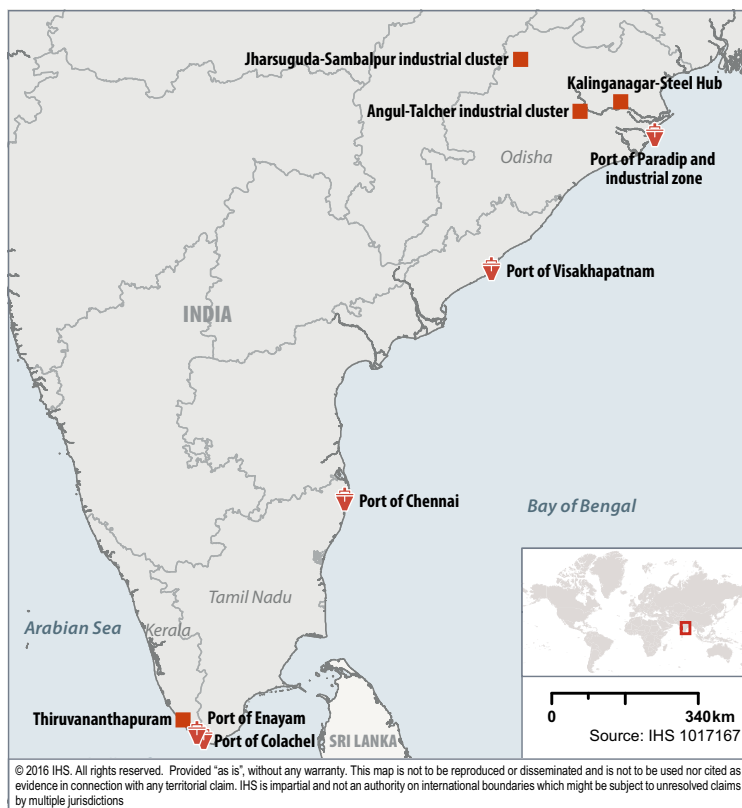 Jharsuguda-Sambalpur industrial cluster
Kalinganagar-Steel Hub
Angul-Talcher industrial cluster
Odisha
Port of Paradip and
industrial zone
Port of Visakhapatnam
INDIA
Port of Chennai
Bay of Bengal
Tamil Nadu
Arabian Sea
Kerala
Thiruvananthapuram
Port of Enayam
Port of Colachel
SRI LANKA
0
340km
Source: IHS 1017167
© 2016 IHS. All rights reserved. Provided "as is", without any warranty. This map is not to be reproduced or disseminated and is not to be used nor cited as
evidence in connection with any territorial claim. IHS is impartial and not an authority on international boundaries which might be subject to unresolved claims
by multiple jurisdictions